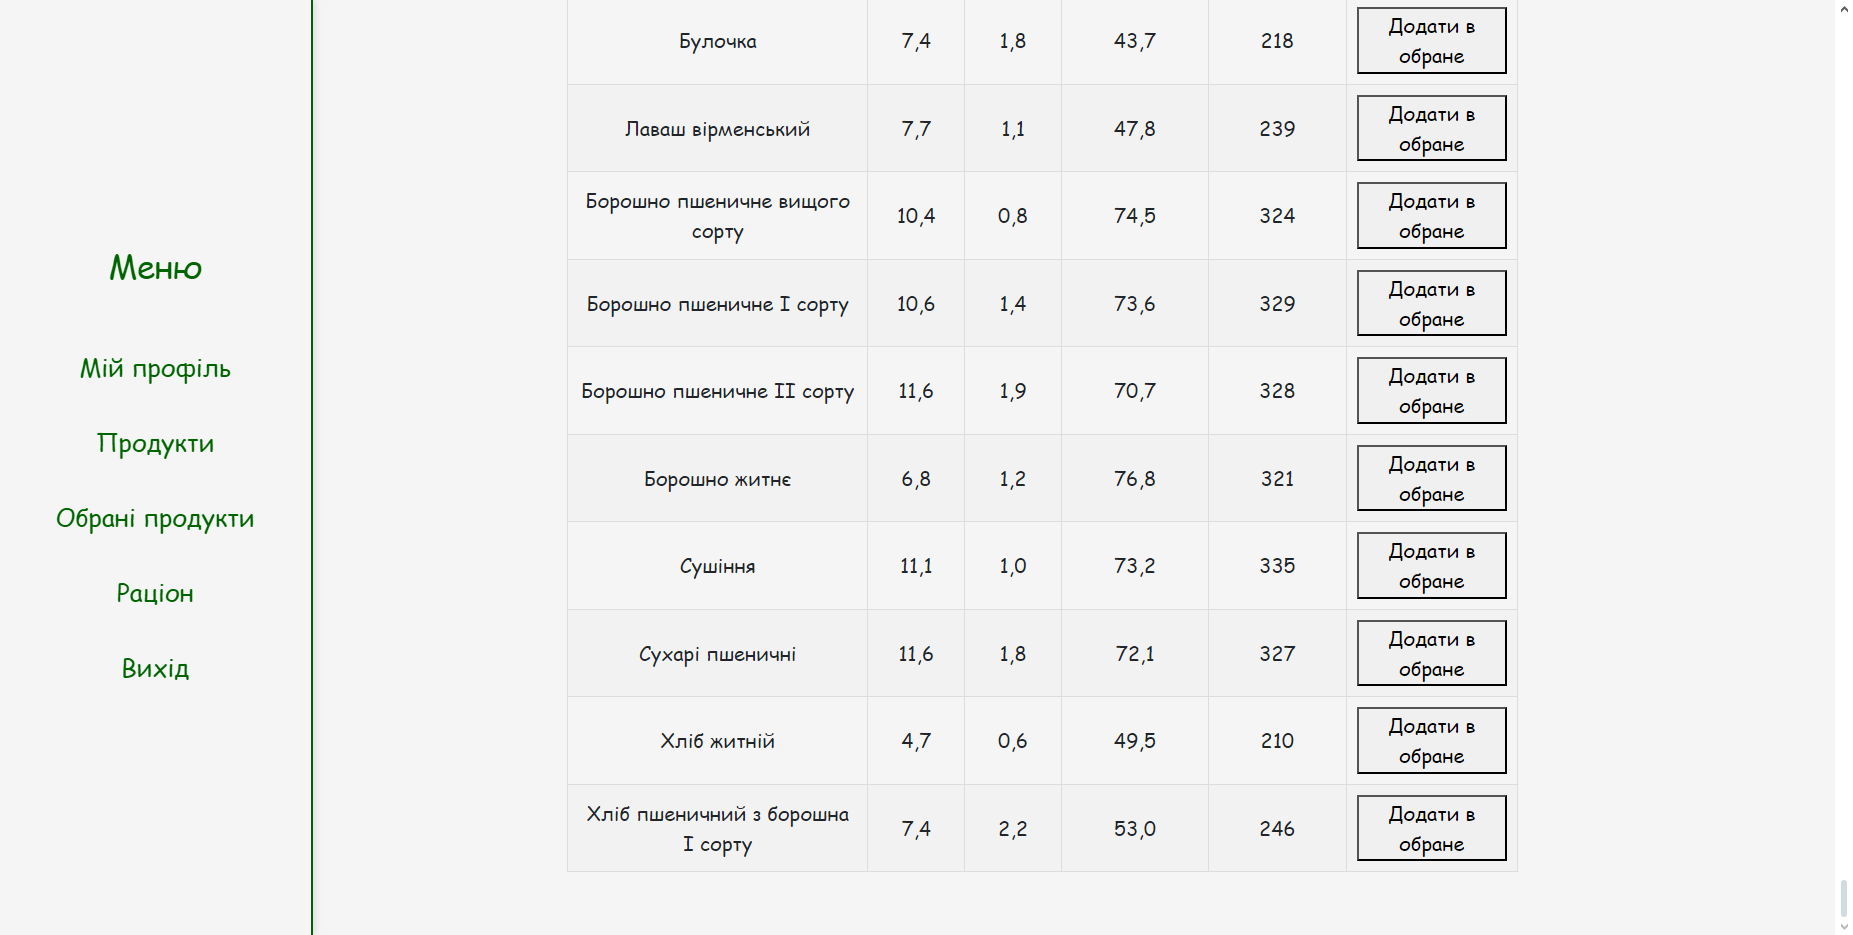 Меню
Мій профіль
Продукти
Обрані продукти
Раціон
Вихід
Булочка 7,4 1,8 43,7 218 Додати в
обране
Лаваш вірменський 7,7 1,1 47,8 239 Додати в
обране
Борошно пшеничне вищого
сорту 10,4 0,8 74,5 324 Додати в
обране
Борошно пшеничне I сорту 10,6 1,4 73,6 329 Додати в
обране
Борошно пшеничне II сорту 11,6 1,9 70,7 328 Додати в
обране
Борошно житнє 6,8 1,2 76,8 321 Додати в
обране
Сушіння 11,1 1,0 73,2 335 Додати в
обране
Сухарі пшеничні 11,6 1,8 72,1 327 Додати в
обране
Хліб житній 4,7 0,6 49,5 210 Додати в
обране
Хліб пшеничний з борошна
I сорту 7,4 2,2 53,0 246 Додати в
обране